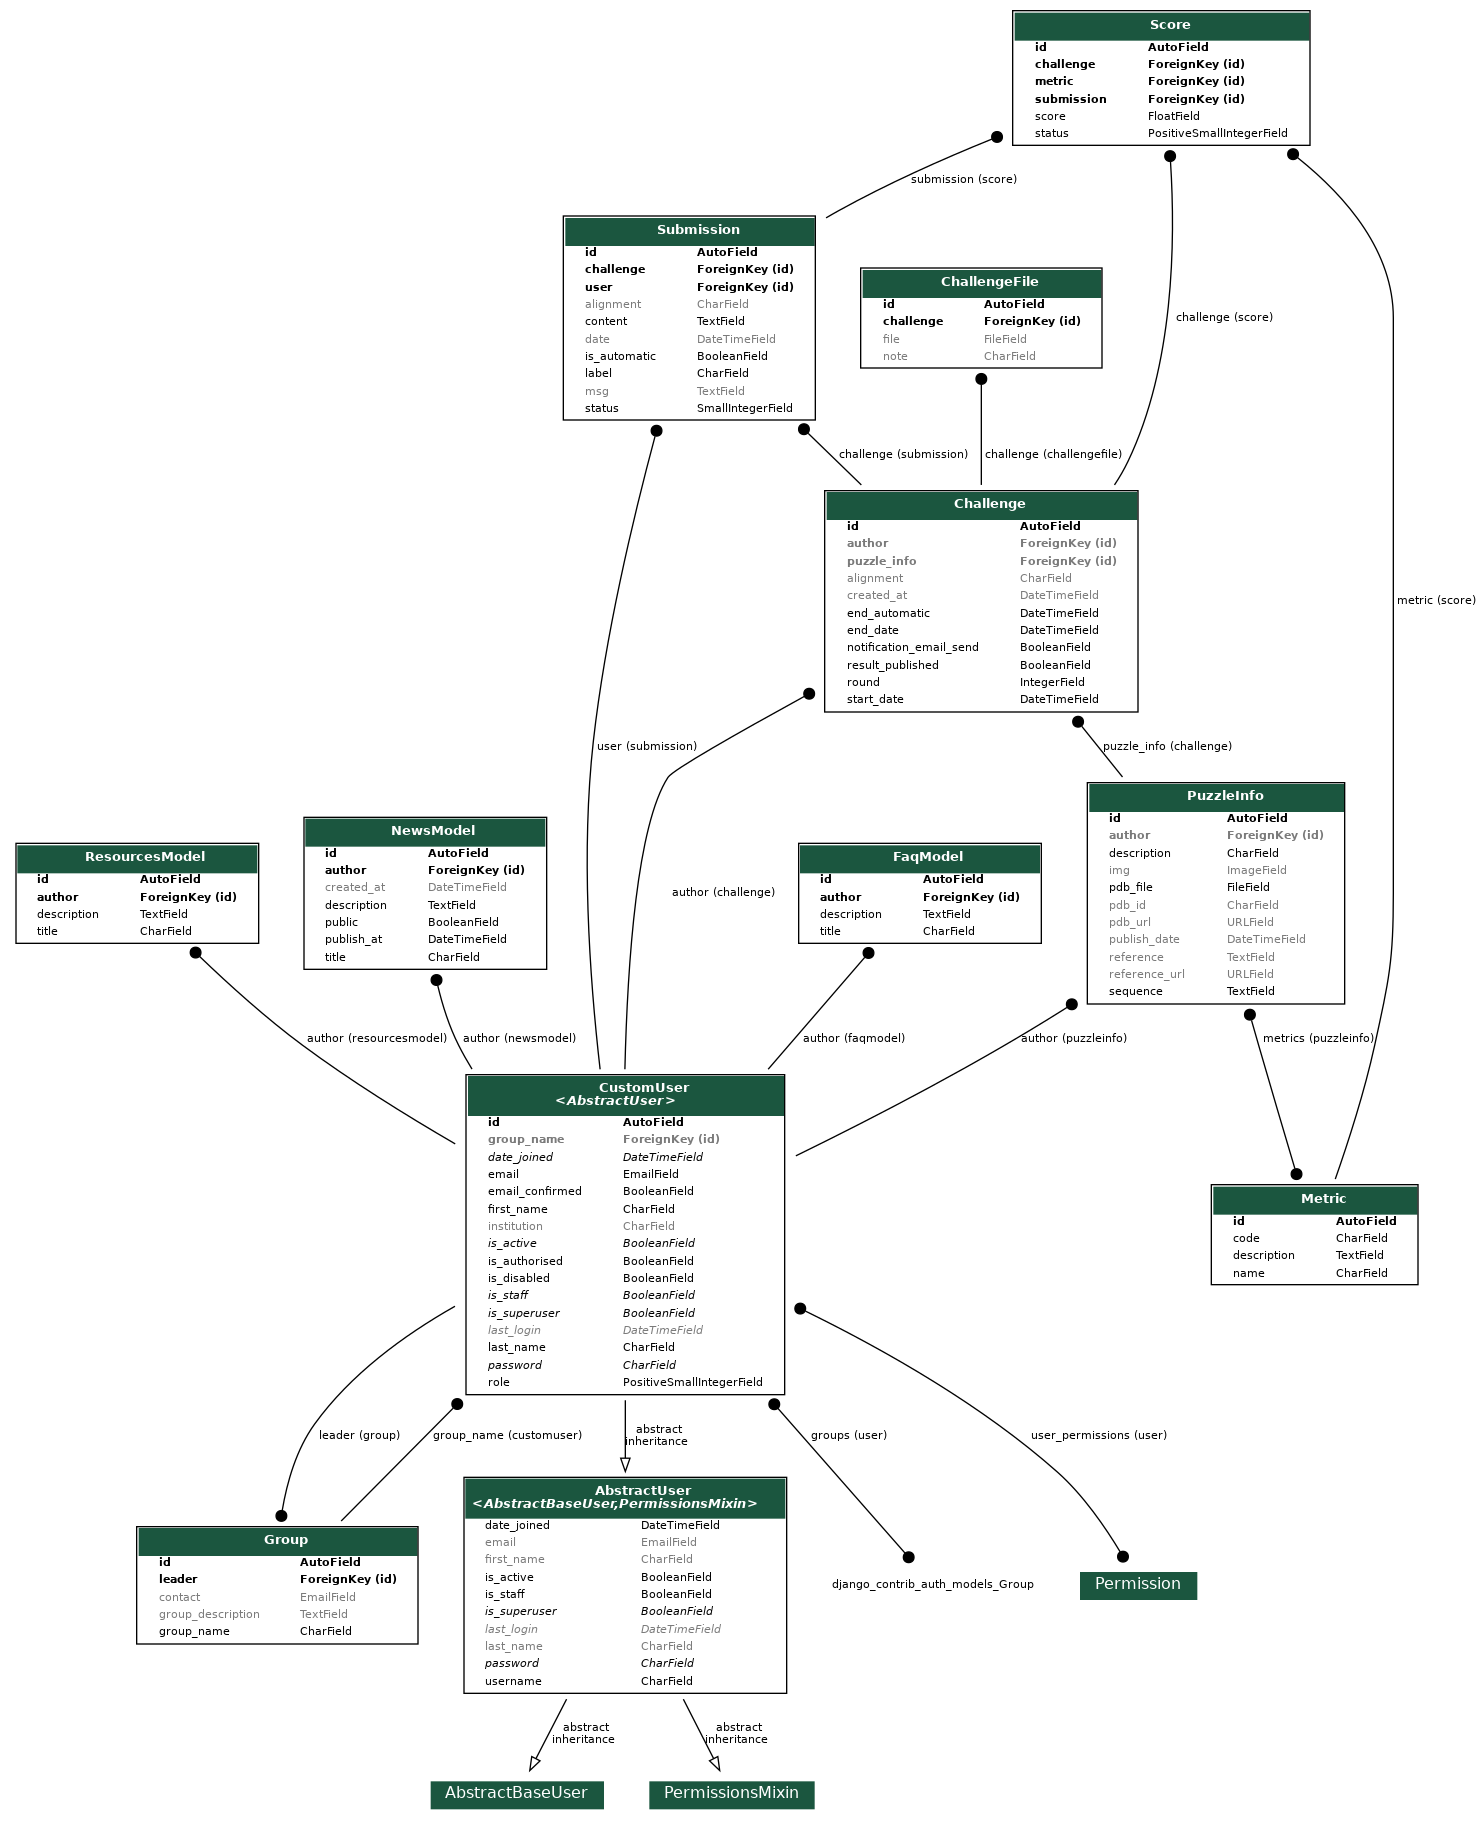 Score
id AutoField
challenge ForeignKey (id)
metric ForeignKey (id)
submission ForeignKey (id)
score FloatField
status PositiveSmallIntegerField
submission (score)
Submission
id AutoField
challenge ForeignKey (id)
user ForeignKey (id)
alignment CharField
content TextField
date DateTimeField
is_automatic BooleanField
label CharField
msg TextField
status SmallIntegerField
ChallengeFile
id AutoField
challenge ForeignKey (id)
file FileField
note CharField
challenge (score)
challenge (submission)
challenge (challengefile)
Challenge
id AutoField
author ForeignKey (id)
puzzle_info ForeignKey (id)
alignment CharField
created_at DateTimeField
end_automatic DateTimeField
end_date DateTimeField
notification_email_send BooleanField
result_published BooleanField
round IntegerField
start_date DateTimeField
metric (score)
user (submission)
puzzle_info (challenge)
ResourcesModel
id AutoField
author ForeignKey (id)
description TextField
title CharField
NewsModel
id AutoField
author ForeignKey (id)
created_at DateTimeField
description TextField
public BooleanField
publish_at DateTimeField
title CharField
author (challenge)
FaqModel
id AutoField
author ForeignKey (id)
description TextField
title CharField
PuzzleInfo
id AutoField
author ForeignKey (id)
description CharField
img ImageField
pdb_file FileField
pdb_id CharField
pdb_url URLField
publish_date DateTimeField
reference TextField
reference_url URLField
sequence TextField
author (resourcesmodel)
author (newsmodel)
author (faqmodel)
author (puzzleinfo)
metrics (puzzleinfo)
CustomUser
<AbstractUser>
id AutoField
group_name ForeignKey (id)
date_joined DateTimeField
email EmailField
email_confirmed BooleanField
first_name CharField
institution CharField
is_active BooleanField
is_authorised BooleanField
is_disabled BooleanField
is_staff BooleanField
is_superuser BooleanField
last_login DateTimeField
last_name CharField
password CharField
role PositiveSmallIntegerField
Metric
id AutoField
code CharField
description TextField
name CharField
leader (group)
group_name (customuser)
abstract
inheritance
groups (user)
user_permissions (user)
Group
id AutoField
leader ForeignKey (id)
contact EmailField
group_description TextField
group_name CharField
AbstractUser
<AbstractBaseUser,PermissionsMixin>
date_joined DateTimeField
email EmailField
first_name CharField
is_active BooleanField
is_staff BooleanField
is_superuser BooleanField
last_login DateTimeField
last_name CharField
password CharField
username CharField
django_contrib_auth_models_Group
Permission
abstract
inheritance
abstract
inheritance
AbstractBaseUser
PermissionsMixin